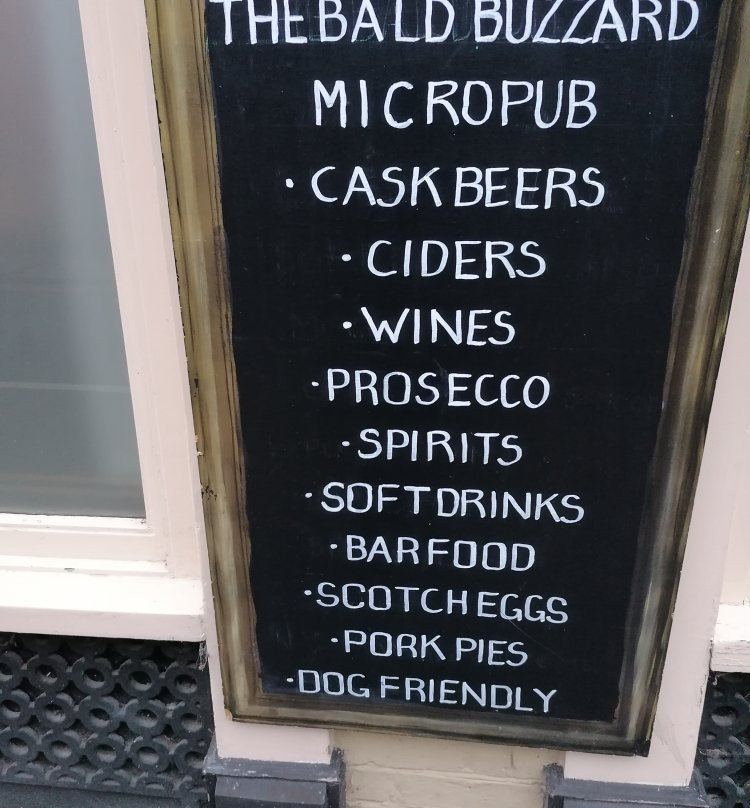 THE BALD BUZZARD
MICROPUB
· CASK BEERS
· CIDERS
· WINES
· PROSECCO
· SPIRITS
· SOFT DRINKS
· BAR FOOD
· SCOTCH EGGS
· PORK PIES
· DOG FRIENDLY